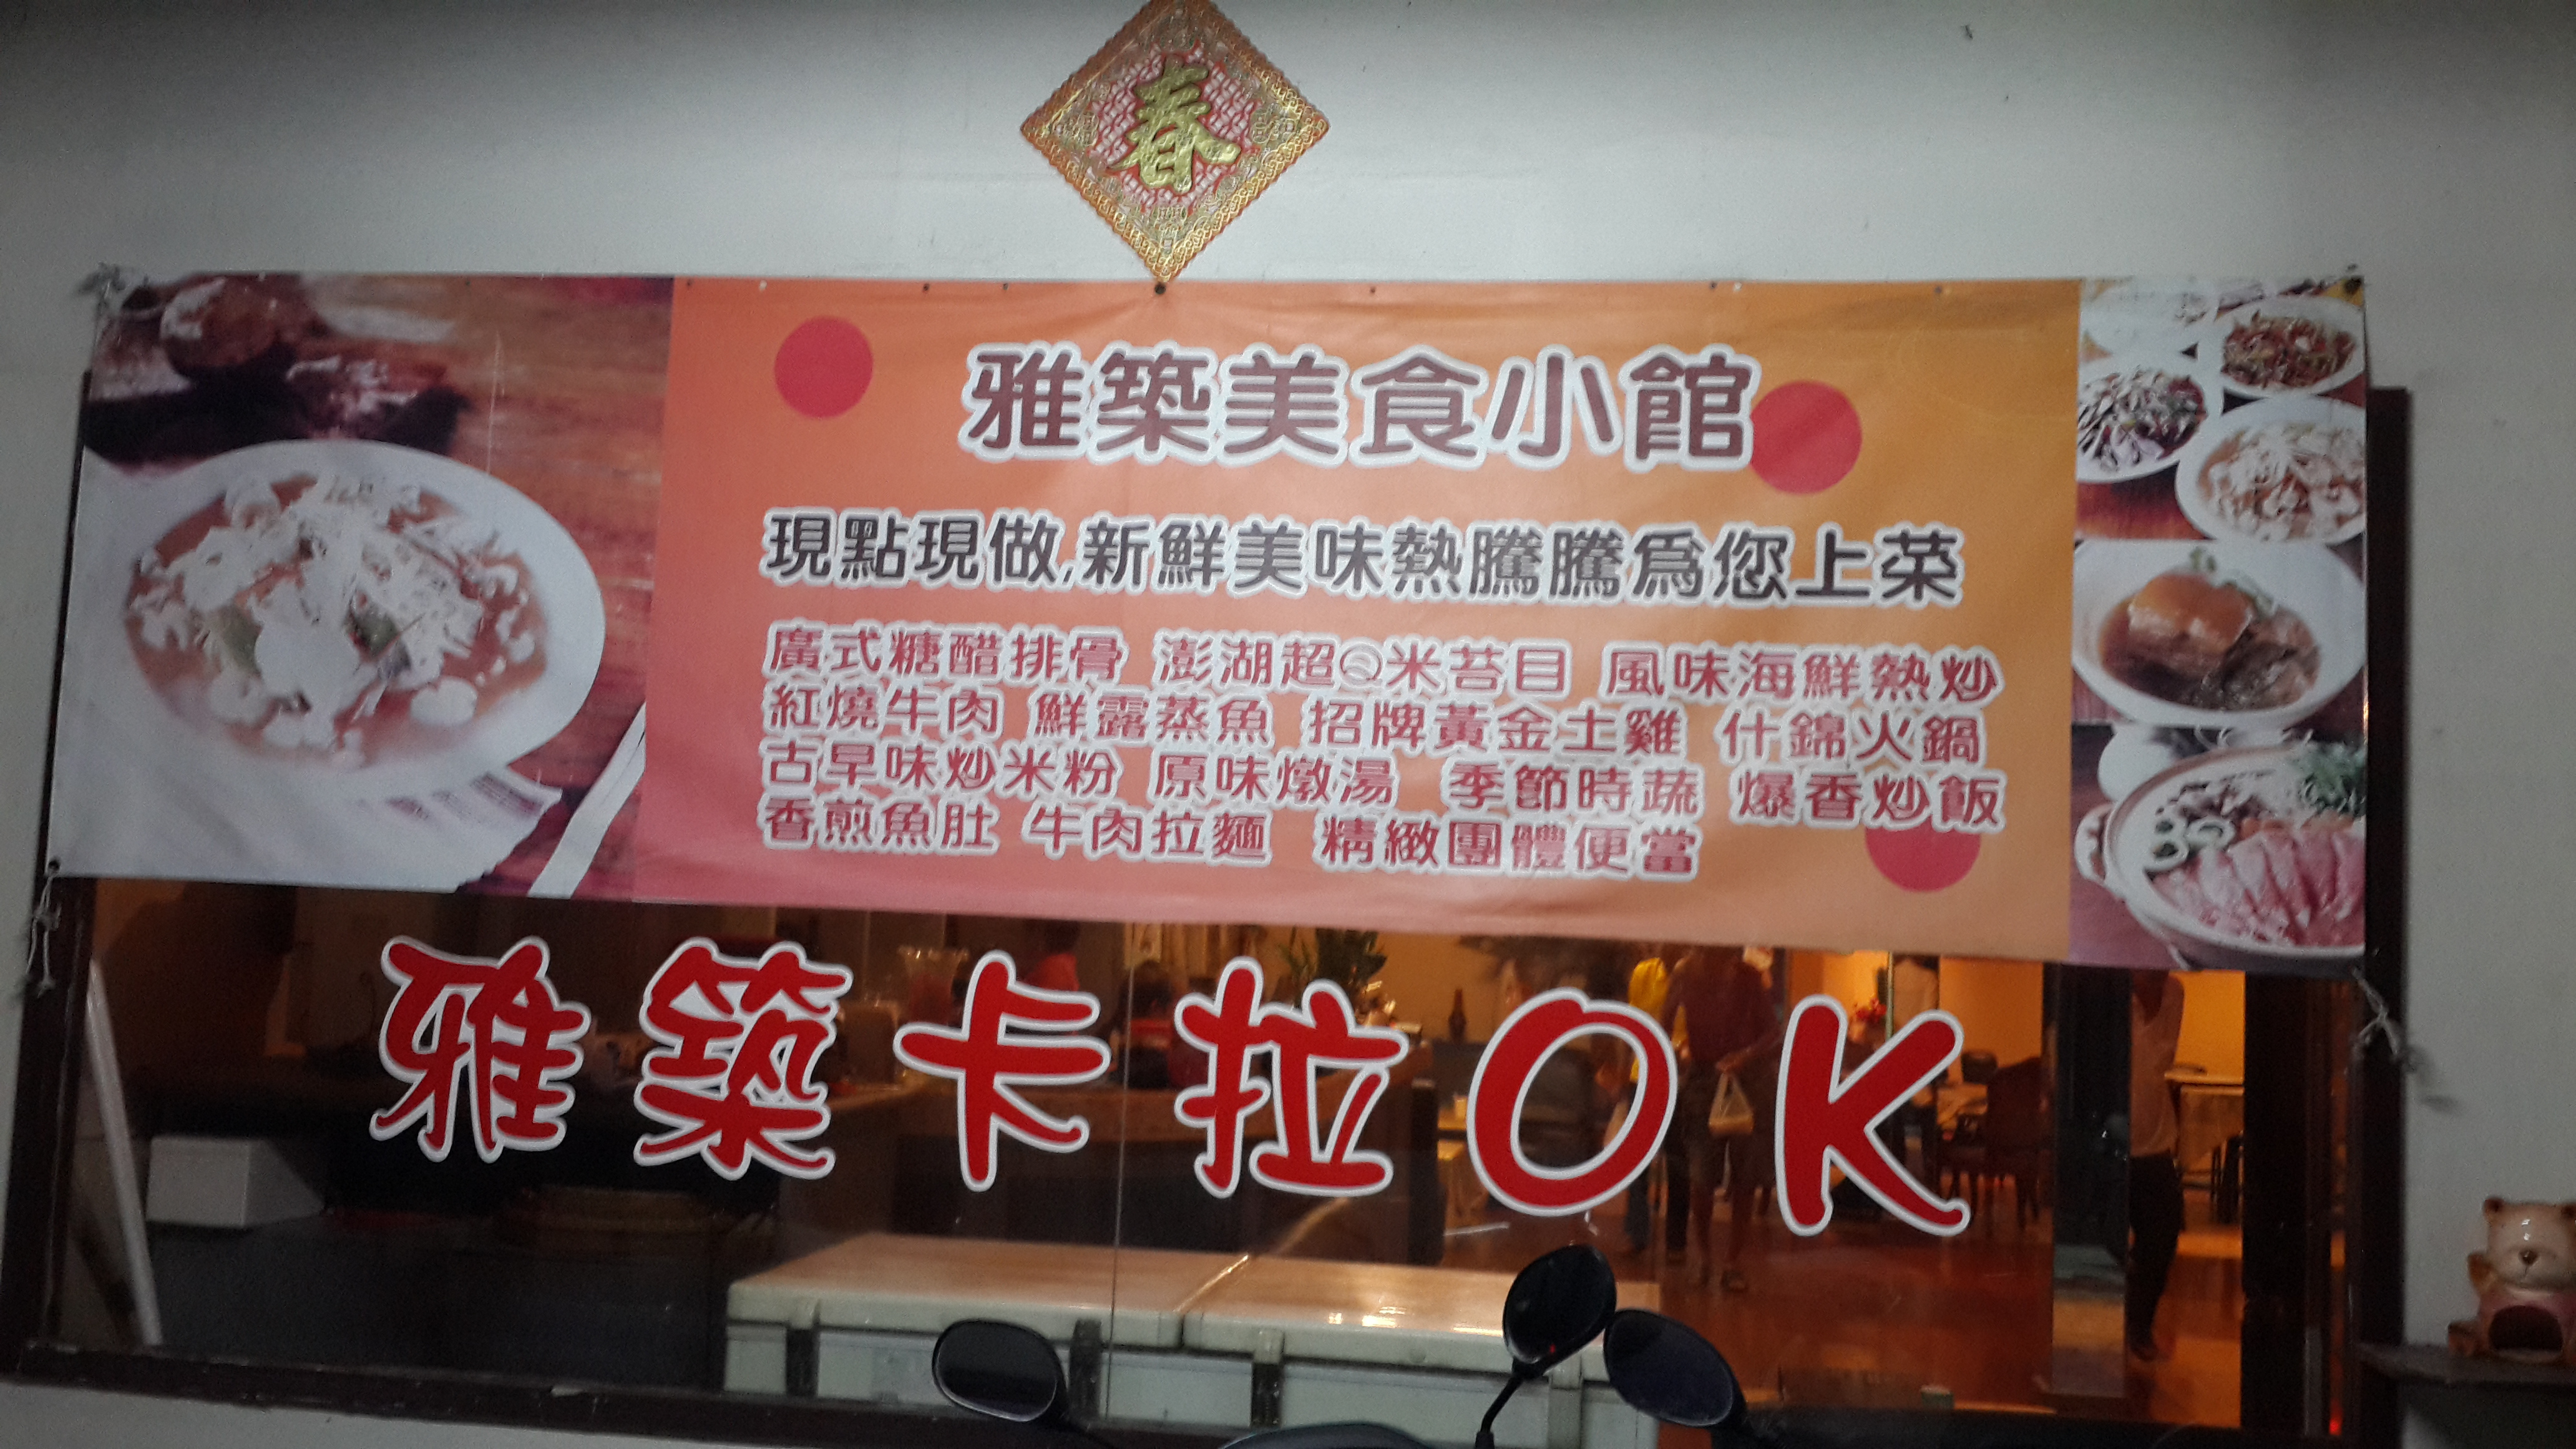 春
雅築美食小館
現點現做,新鮮美味熱騰騰為您上菜
廣式糖醋排骨 澎湖超Q米苔目 風味海鮮熱炒
紅燒牛肉 鮮露蒸魚 招牌黃金土雞 什錦火鍋
古早味炒米粉 原味燉湯 季節時蔬 爆香炒飯
香煎魚肚 牛肉拉麵 精緻團體便當
雅築卡拉OK